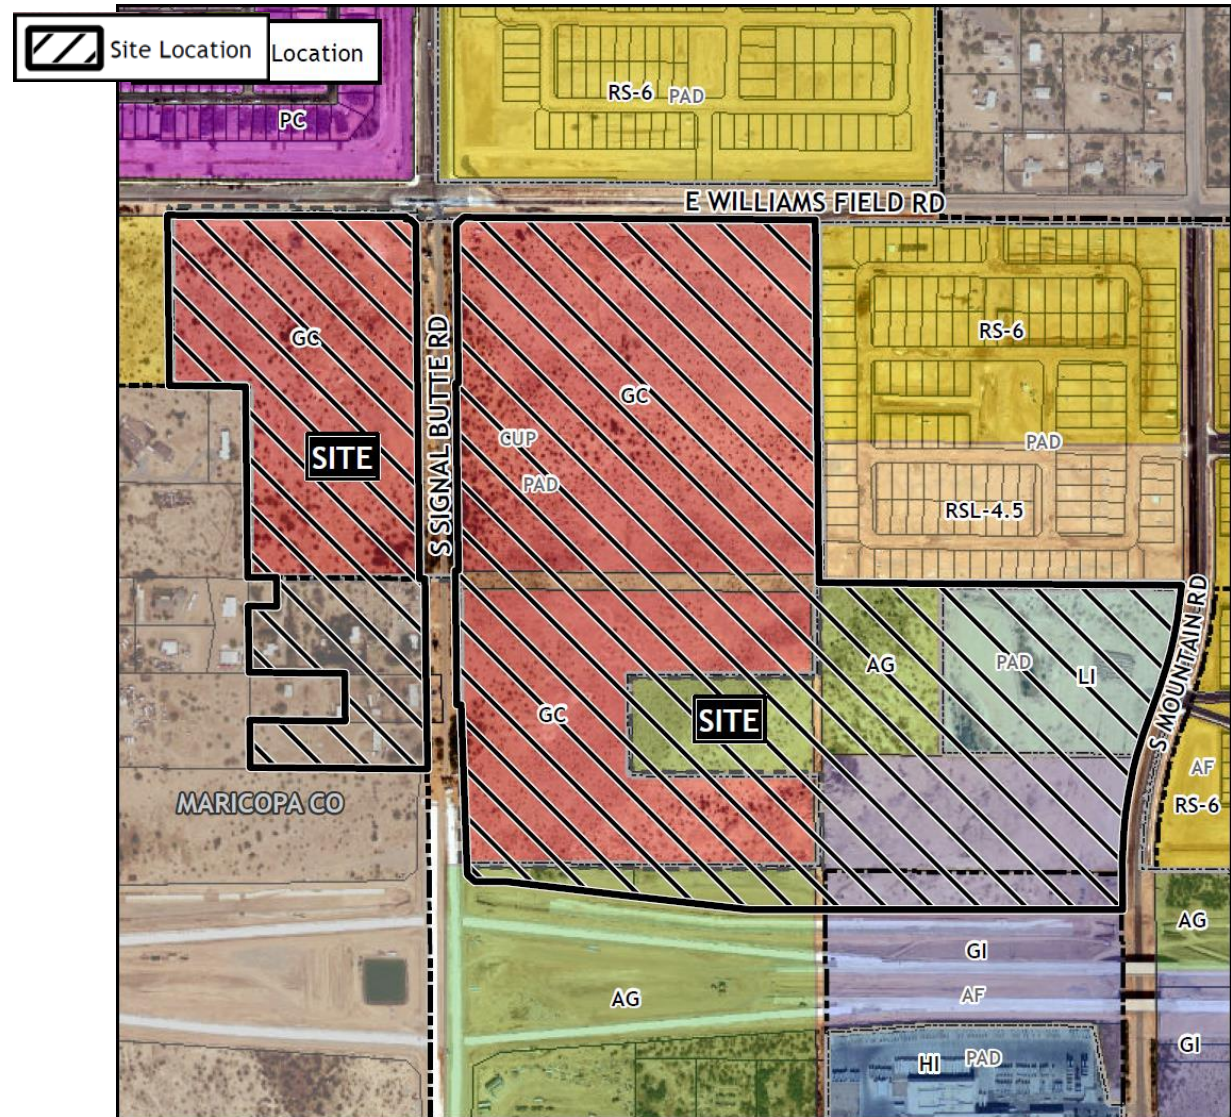 Site Location
Location
PC
RS-6
PAD
E WILLIAMS FIELD RD
GC
S SIGNAL BUTTE RD
GC
RS-6
CUP
PAD
SITE
PAD
RSL-4.5
AG
PAD
LI
S MOUNTAIN RD
GC
SITE
AF
RS-6
MARICOPA CO
AG
GI
AG
AF
GI
HI
PAD